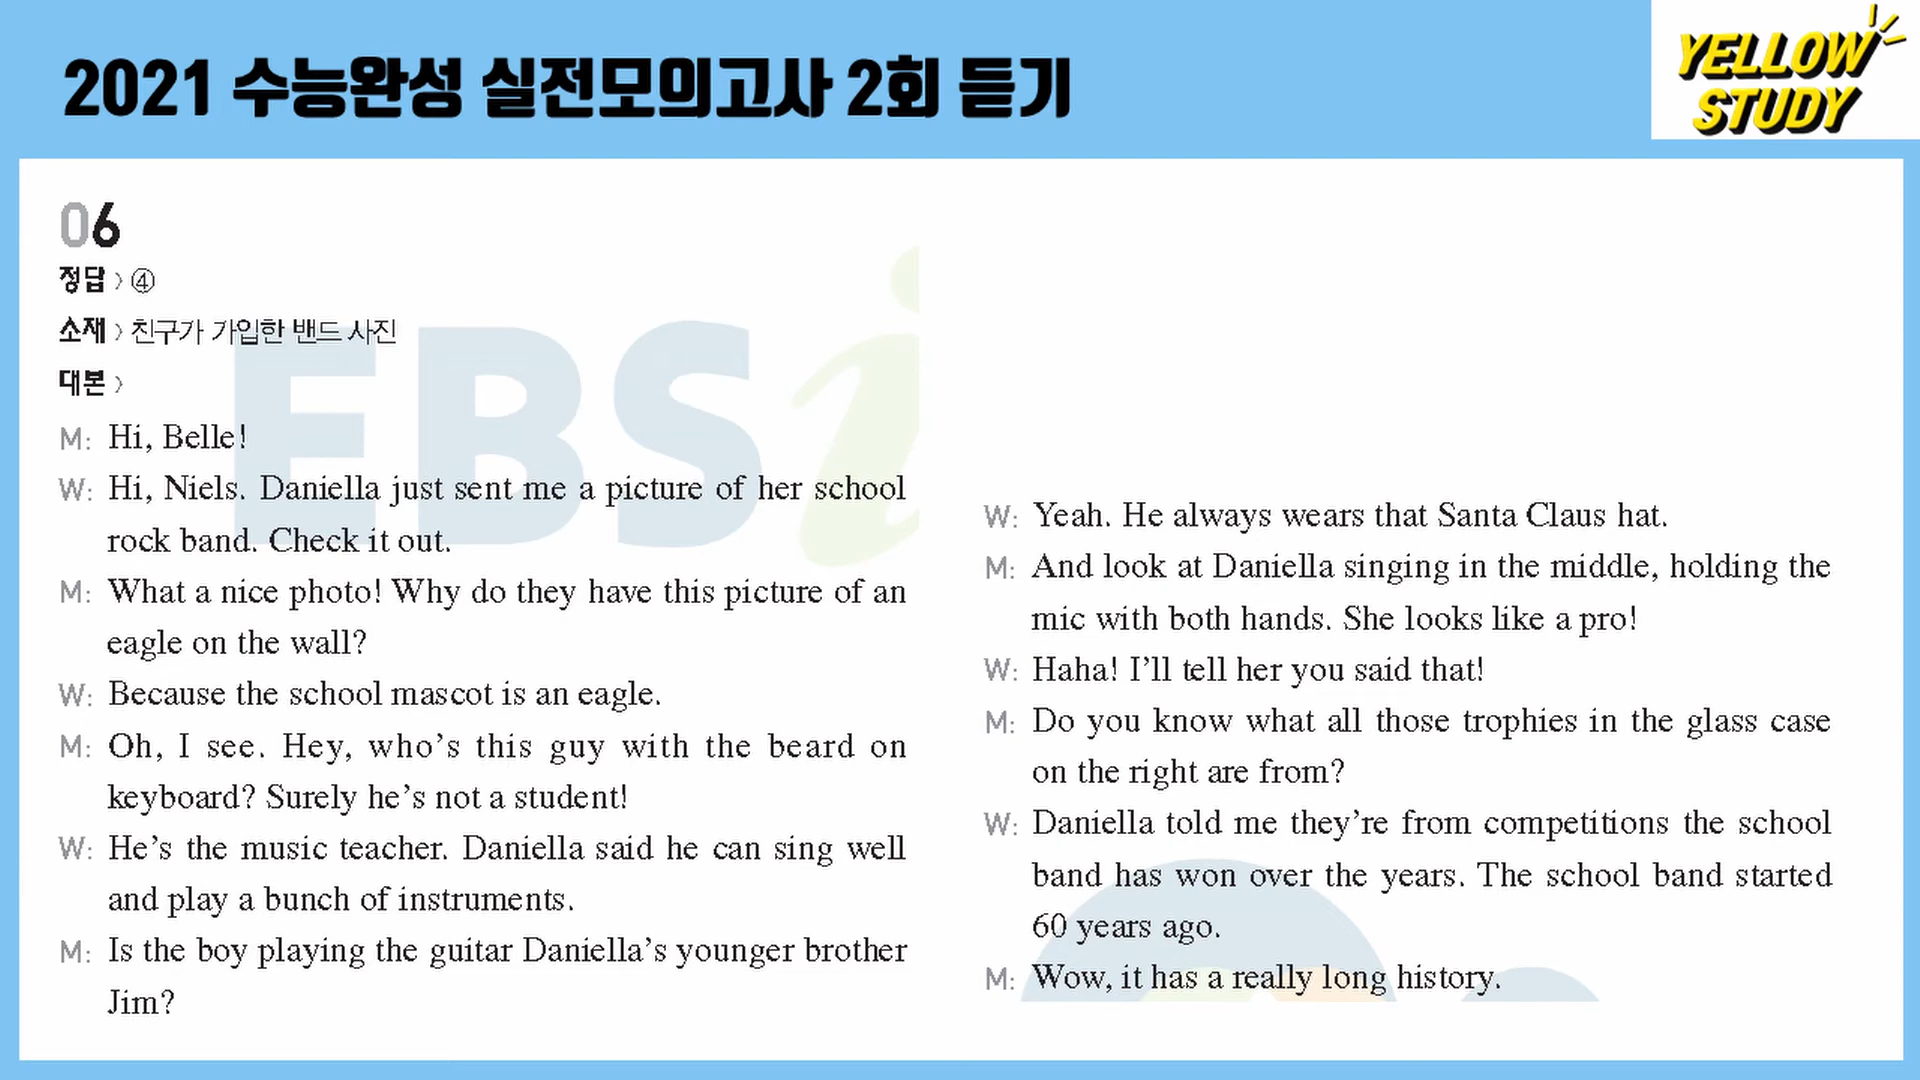 2021 수능완성 실전모의고사 2회 듣기
YELLOW
STUDY
06
정답 > ④
소재 > 친구가 가입한 밴드 사진
대본 >
M: Hi, Belle!
W: Hi, Niels. Daniella just sent me a picture of her school
rock band. Check it out.
M: What a nice photo! Why do they have this picture of an
eagle on the wall?
W: Because the school mascot is an eagle.
M: Oh, I see. Hey, who's this guy with the beard on
keyboard? Surely he's not a student!
W: He's the music teacher. Daniella said he can sing well
and play a bunch of instruments.
M: Is the boy playing the guitar Daniella's younger brother
Jim?
W: Yeah. He always wears that Santa Claus hat.
M: And look at Daniella singing in the middle, holding the
mic with both hands. She looks like a pro!
W: Haha! I'll tell her you said that!
M: Do you know what all those trophies in the glass case
on the right are from?
W: Daniella told me they're from competitions the school
band has won over the years. The school band started
60 years ago.
M: Wow, it has a really long history.
EBSi